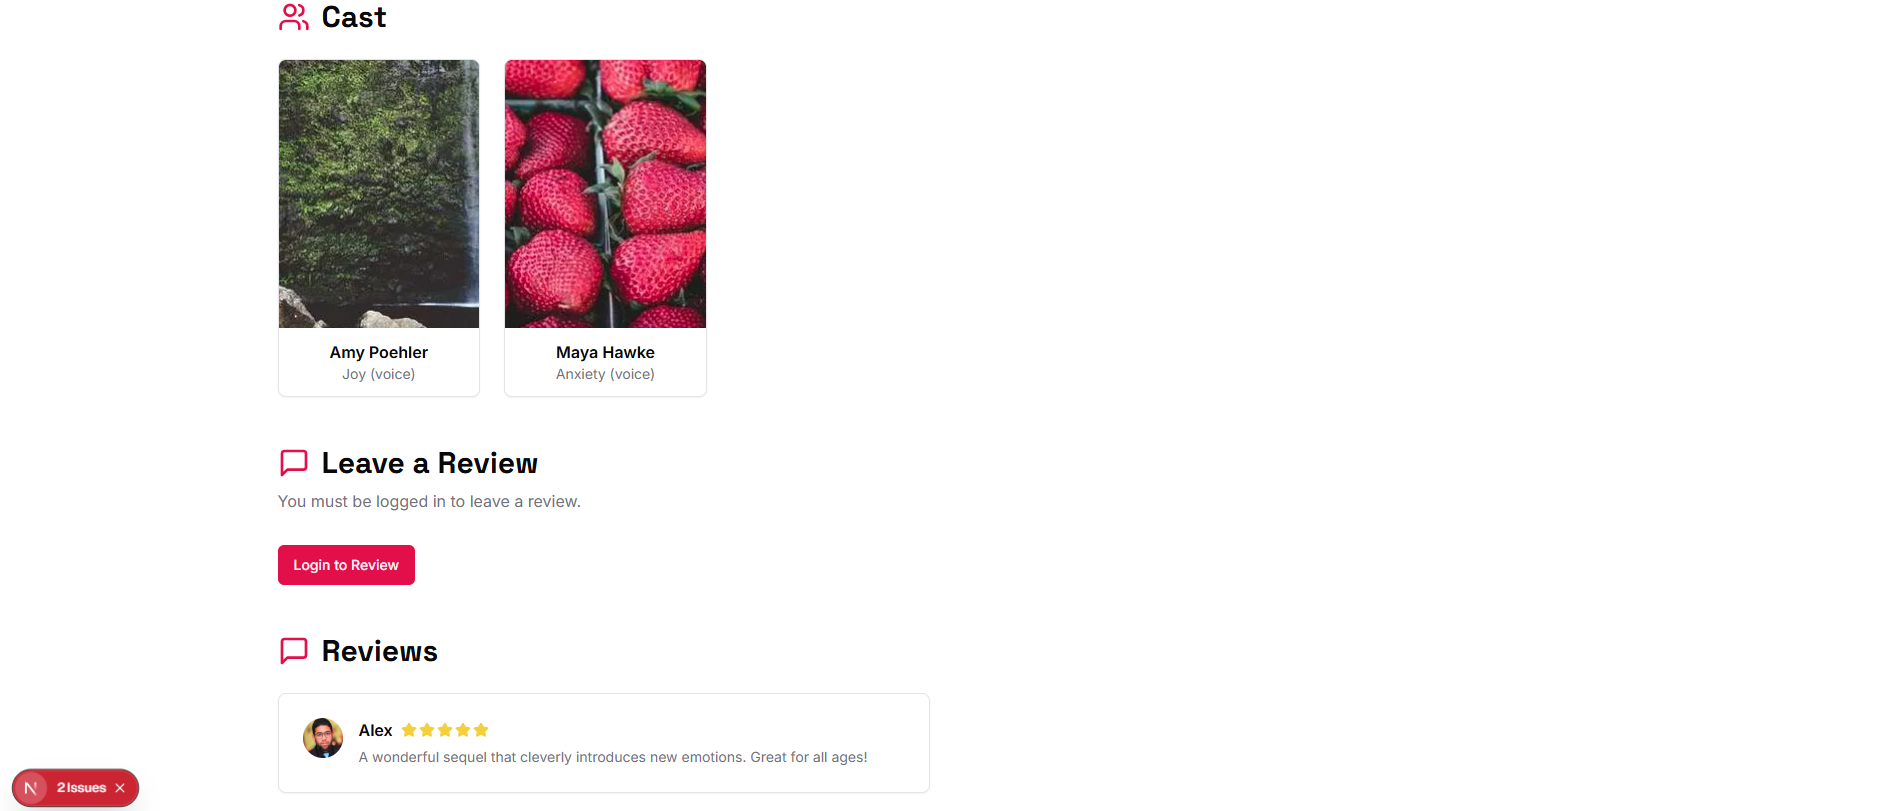 Cast
Amy Poehler
Joy (voice)
Maya Hawke
Anxiety (voice)
Leave a Review
You must be logged in to leave a review.
Login to Review
Reviews
Alex
A wonderful sequel that cleverly introduces new emotions. Great for all ages!
N 2 Issues